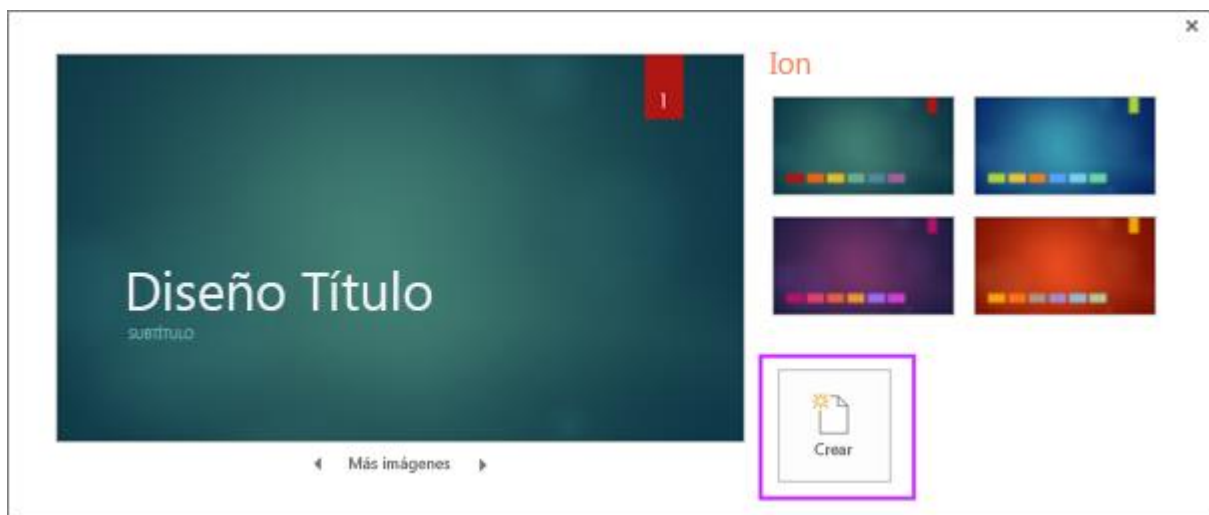 Ion
1
Diseño Título
SUBTÍTULO
Más imágenes
Crear